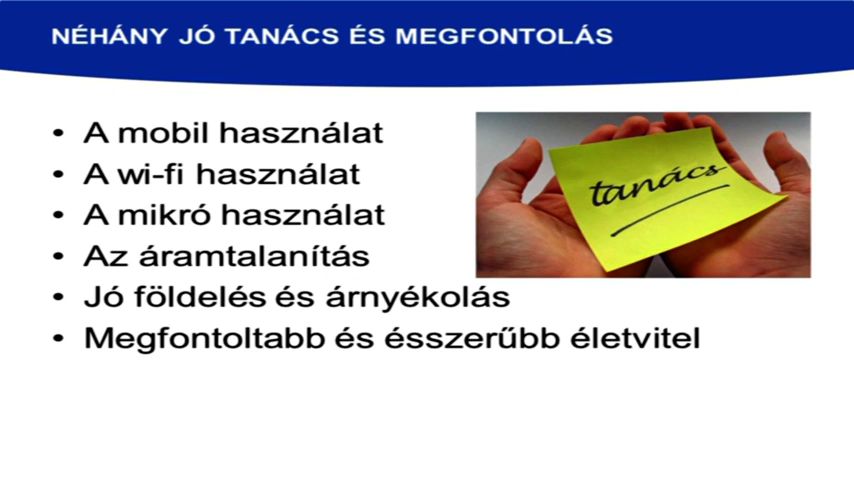 NÉHÁNY JÓ TANÁCS ÉS MEGFONTOLÁS
• A mobil használat
• A wi-fi használat
• A mikró használat
• Az áramtalanítás
• Jó földelés és árnyékolás
• Megfontoltabb és ésszerűbb életvitel
tanács